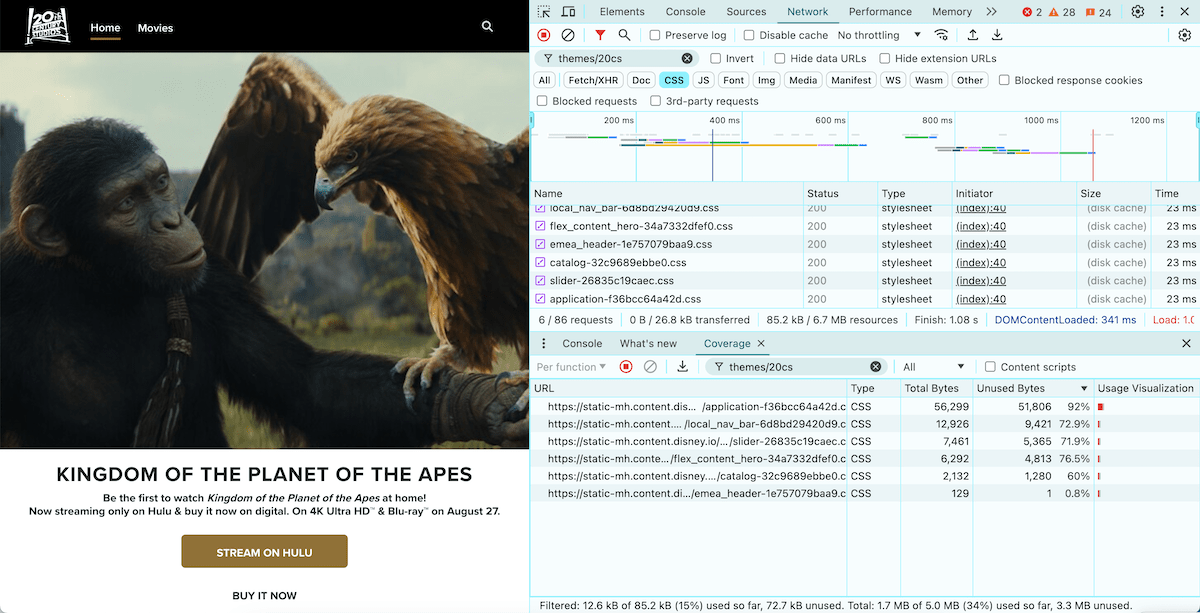 20TH
CENTURY
STUDIOS
Home Movies
KINGDOM OF THE PLANET OF THE APES
Be the first to watch Kingdom of the Planet of the Apes at home!
Now streaming only on Hulu & buy it now on digital. On 4K Ultra HD™ & Blu-ray™ on August 27.
STREAM ON HULU
BUY IT NOW
Elements Console Sources Network Performance Memory 2 28 24
Preserve log Disable cache No throttling
themes/20cs Invert Hide data URLs Hide extension URLs
All Fetch/XHR Doc CSS JS Font Img Media Manifest WS Wasm Other Blocked response cookies
Blocked requests 3rd-party requests
200 ms 400 ms 600 ms 800 ms 1000 ms 1200 ms
Name Status Type Initiator Size Time
local_nav_bar-6d8bd29420d9.css 200 stylesheet (index):40 (disk cache) 23 ms
flex_content_hero-34a7332dfef0.css 200 stylesheet (index):40 (disk cache) 23 ms
emea_header-1e757079baa9.css 200 stylesheet (index):40 (disk cache) 23 ms
catalog-32c9689ebbe0.css 200 stylesheet (index):40 (disk cache) 23 ms
slider-26835c19caec.css 200 stylesheet (index):40 (disk cache) 23 ms
application-f36bcc64a42d.css 200 stylesheet (index):40 (disk cache) 23 ms
6 / 86 requests 0 B / 26.8 kB transferred 85.2 kB / 6.7 MB resources Finish: 1.08 s DOMContentLoaded: 341 ms Load: 1.0
Console What's new Coverage
Per function themes/20cs All Content scripts
URL Type Total Bytes Unused Bytes Usage Visualization
https://static-mh.content.dis... /application-f36bcc64a42d.c CSS 56,299 51,806 92%
https://static-mh.content.... /local_nav_bar-6d8bd29420d9.c CSS 12,926 9,421 72.9%
https://static-mh.content.disney.io/.../slider-26835c19caec.c CSS 7,461 5,365 71.9%
https://static-mh.conte... /flex_content_hero-34a7332dfef0.c CSS 6,292 4,813 76.5%
https://static-mh.content.disney..../catalog-32c9689ebbe0.c CSS 2,132 1,280 60%
https://static-mh.content.di.../emea_header-1e757079baa9.c CSS 129 1 0.8%
Filtered: 12.6 kB of 85.2 kB (15%) used so far, 72.7 kB unused. Total: 1.7 MB of 5.0 MB (34%) used so far, 3.3 MB unused.